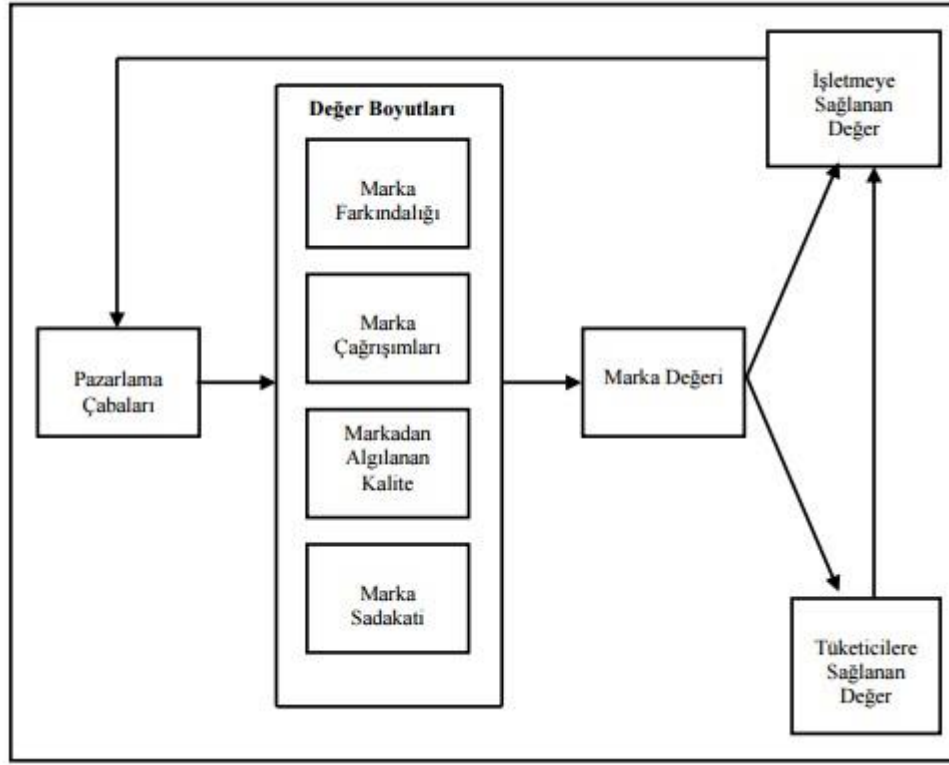 İşletmeye
Sağlanan
Değer
Değer Boyutları
Marka
Farkındalığı
Marka
Çağrışımları
Markadan
Algılanan
Kalite
Marka
Sadakati
Pazarlama
Çabaları
Marka Değeri
Tüketicilere
Sağlanan
Değer